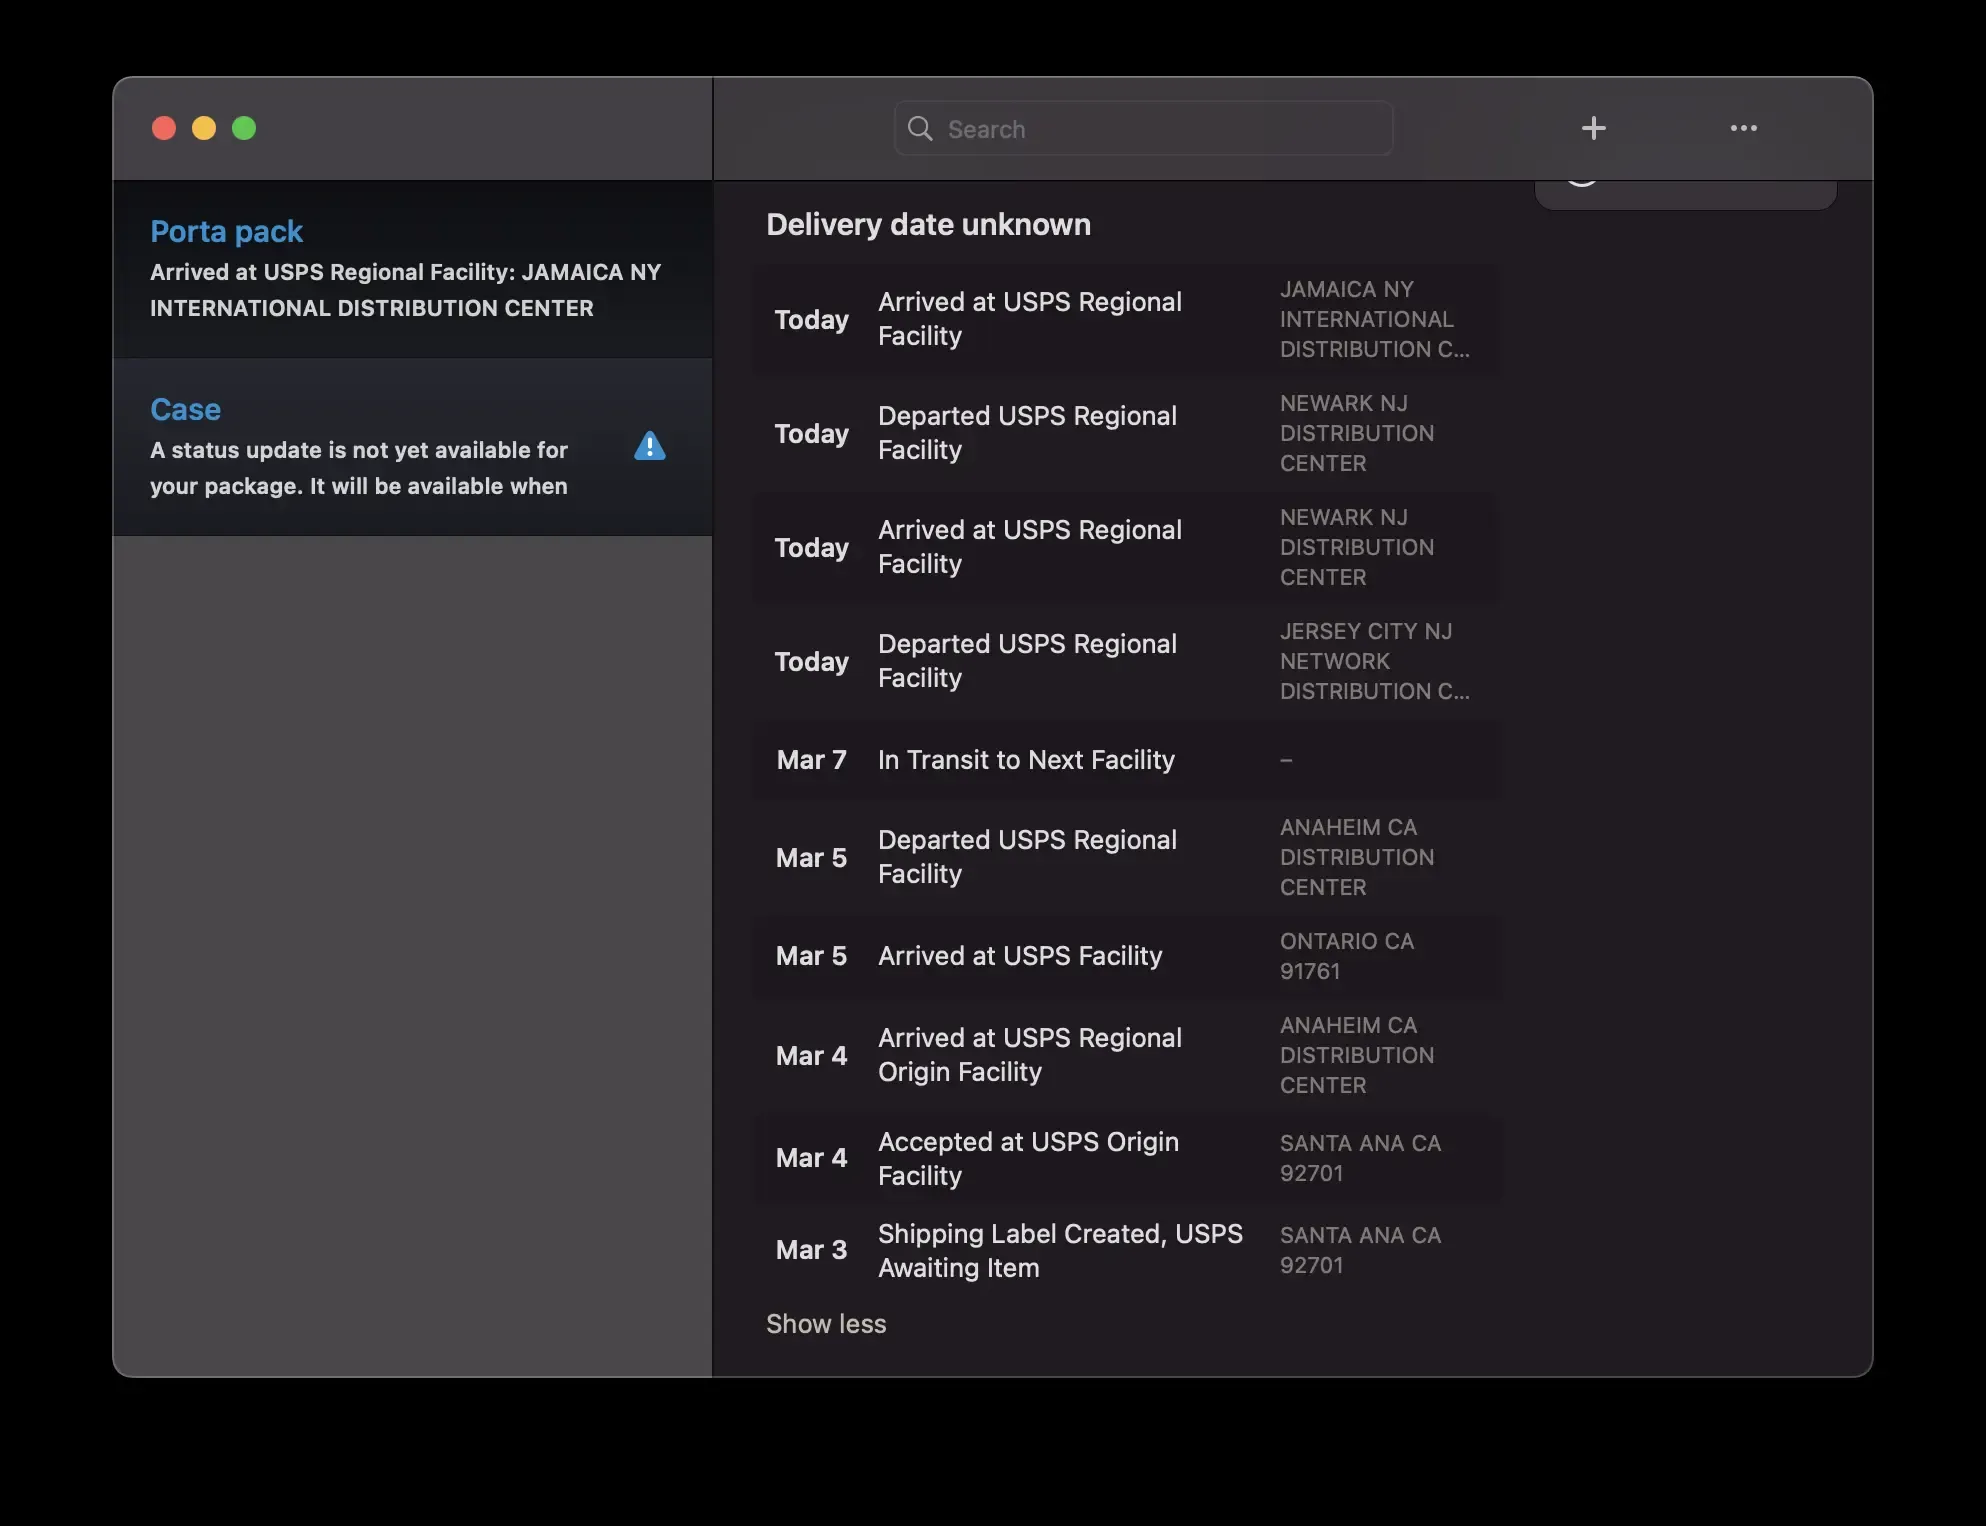 Search
Porta pack
Arrived at USPS Regional Facility: JAMAICA NY
INTERNATIONAL DISTRIBUTION CENTER
Case
A status update is not yet available for
your package. It will be available when
Delivery date unknown
Today
Arrived at USPS Regional
Facility
JAMAICA NY
INTERNATIONAL
DISTRIBUTION C...
Today
Departed USPS Regional
Facility
NEWARK NJ
DISTRIBUTION
CENTER
Today
Arrived at USPS Regional
Facility
NEWARK NJ
DISTRIBUTION
CENTER
Today
Departed USPS Regional
Facility
JERSEY CITY NJ
NETWORK
DISTRIBUTION C...
Mar 7
In Transit to Next Facility
–
Mar 5
Departed USPS Regional
Facility
ANAHEIM CA
DISTRIBUTION
CENTER
Mar 5
Arrived at USPS Facility
ONTARIO CA
91761
Mar 4
Arrived at USPS Regional
Origin Facility
ANAHEIM CA
DISTRIBUTION
CENTER
Mar 4
Accepted at USPS Origin
Facility
SANTA ANA CA
92701
Mar 3
Shipping Label Created, USPS
Awaiting Item
SANTA ANA CA
92701
Show less